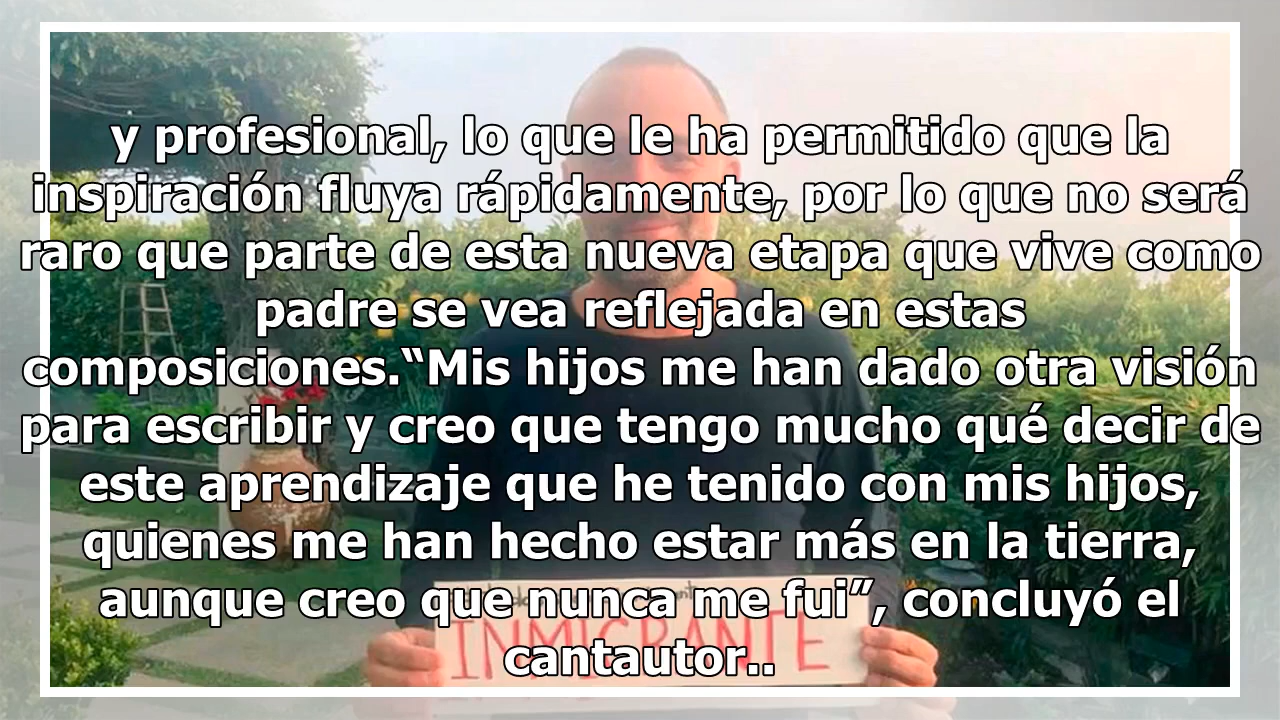 y profesional, lo que le ha permitido que la
inspiración fluya rápidamente, por lo que no será
raro que parte de esta nueva etapa que vive como
padre se vea reflejada en estas
composiciones.“Mis hijos me han dado otra visión
para escribir y creo que tengo mucho qué decir de
este aprendizaje que he tenido con mis hijos,
quienes me han hecho estar más en la tierra,
aunque creo que nunca me fui”, concluyó el
cantautor..
INMIGRANTE